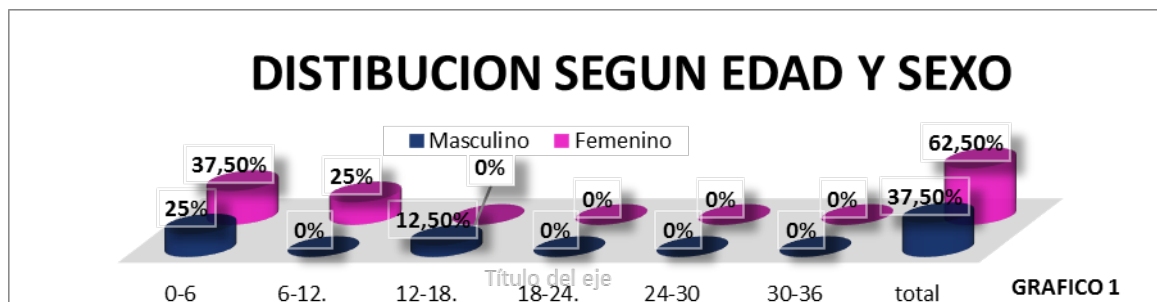 DISTIBUCION SEGUN EDAD Y SEXO
Masculino Femenino
37,50% 25% 0% 0% 0% 0% 62,50%
25% 0% 12,50% 0% 0% 0% 37,50%
Título del eje
0-6 6-12. 12-18. 18-24. 24-30 30-36 total
GRAFICO 1